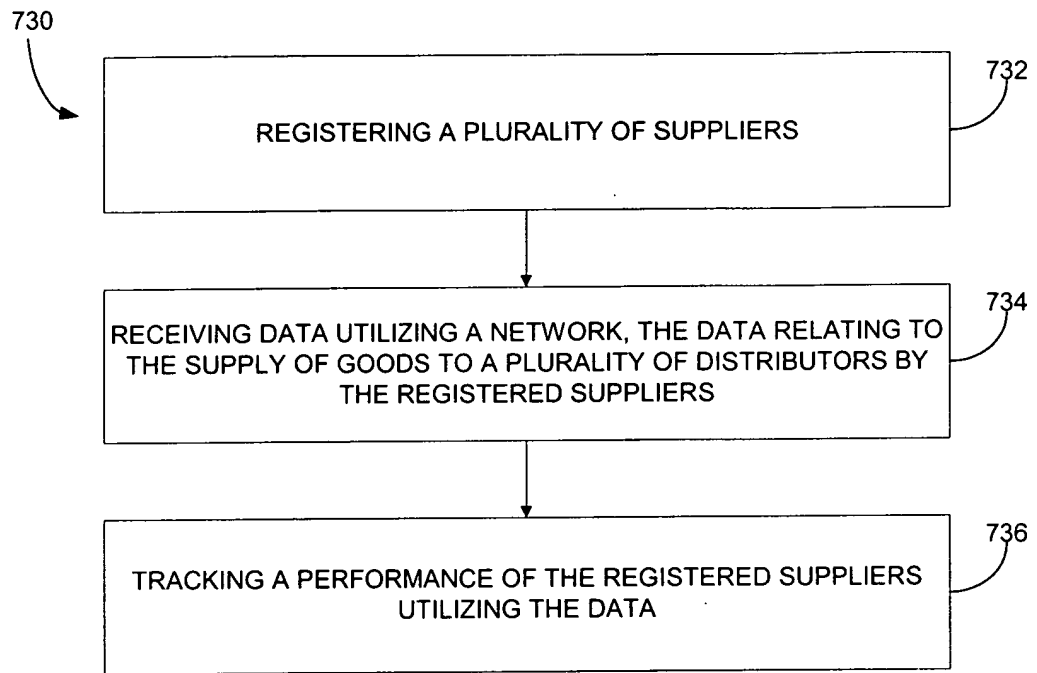 730
732
REGISTERING A PLURALITY OF SUPPLIERS
734
RECEIVING DATA UTILIZING A NETWORK, THE DATA RELATING TO
THE SUPPLY OF GOODS TO A PLURALITY OF DISTRIBUTORS BY
THE REGISTERED SUPPLIERS
736
TRACKING A PERFORMANCE OF THE REGISTERED SUPPLIERS
UTILIZING THE DATA